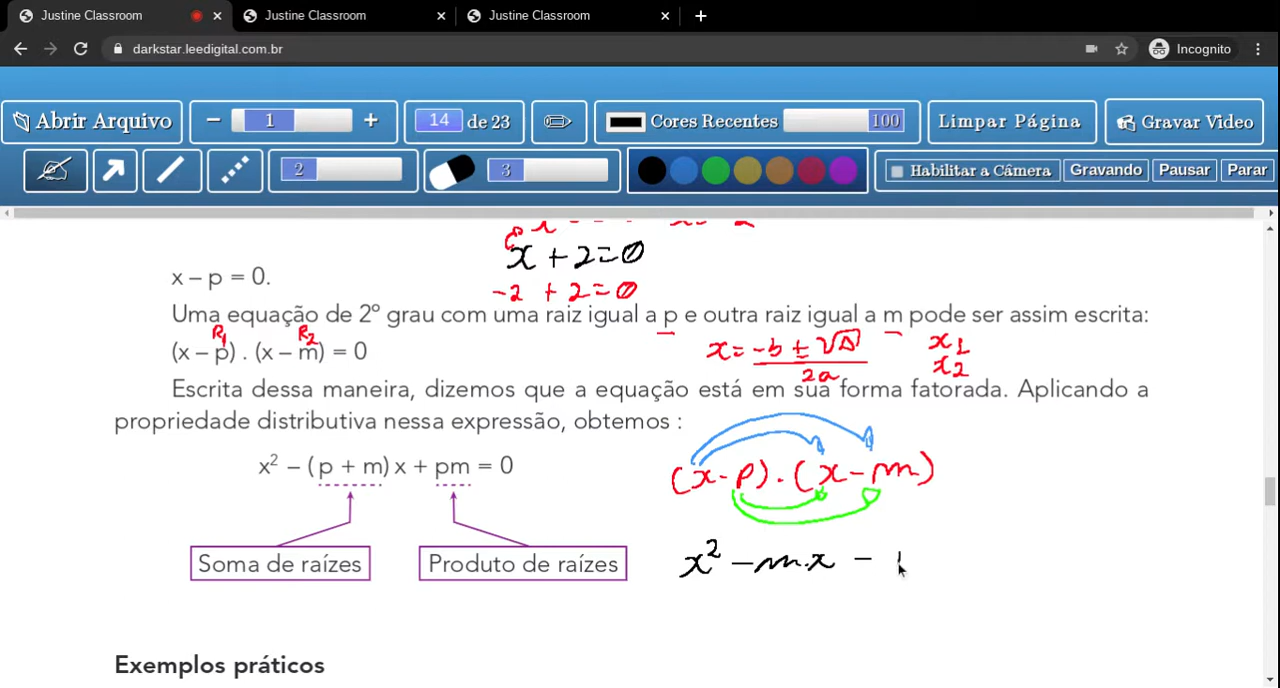 Justine Classroom Justine Classroom Justine Classroom
darkstar.leedigital.com.br Incognito
Abrir Arquivo − 1 + 14 de 23 Cores Recentes 100 Limpar Página Gravar Video
2 3 Habilitar a Câmera Gravando Pausar Parar
x + 2 = 0
x – p = 0.
-2 + 2 = 0
Uma equação de 2º grau com uma raiz igual a p e outra raiz igual a m pode ser assim escrita:
R1 R2
(x – p) . (x – m) = 0 x = -b ± √Δ / 2a x1 x2
Escrita dessa maneira, dizemos que a equação está em sua forma fatorada. Aplicando a
propriedade distributiva nessa expressão, obtemos :
x² – (p + m) x + pm = 0 (x - p) . (x - m)
Soma de raízes Produto de raízes x² - m.x -
Exemplos práticos